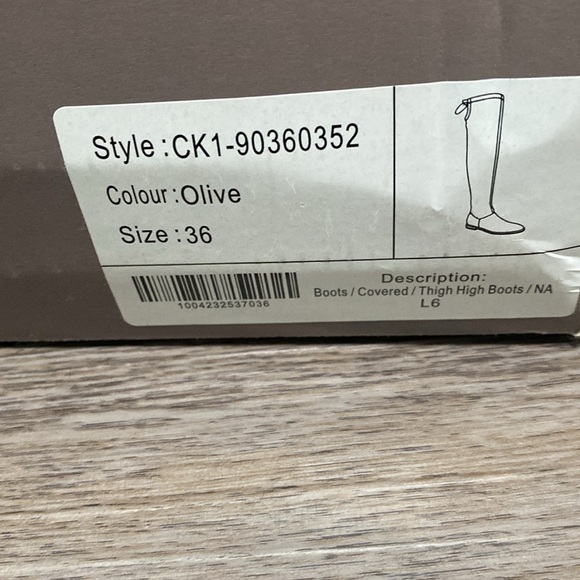 Style :CK1-90360352
Colour :Olive
Size :36
1004232537036
Description:
Boots / Covered / Thigh High Boots / NA
L6